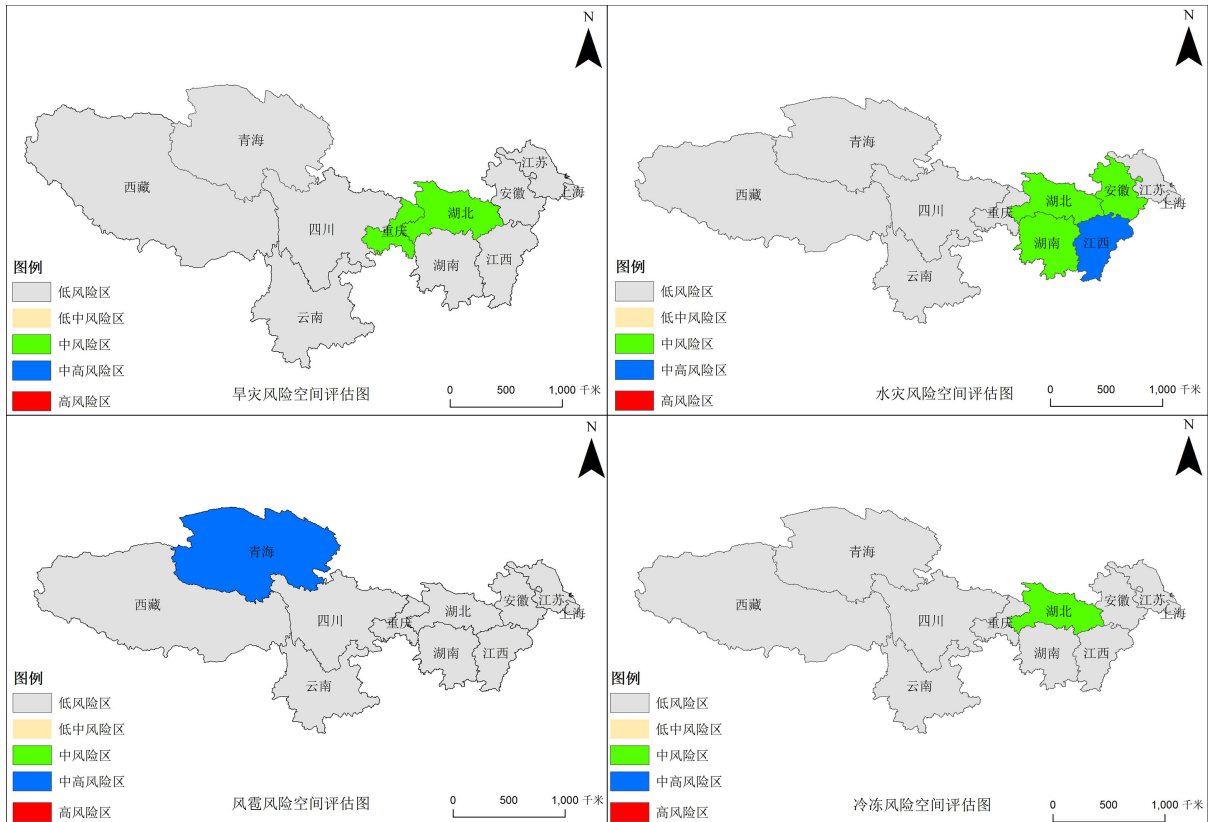 N
青海
西藏
江苏
安徽
上海
四川
湖北
重庆
湖南
江西
云南
图例
低风险区
低中风险区
中风险区
中高风险区
高风险区
旱灾风险空间评估图
0 500 1,000 千米
N
青海
西藏
安徽
江苏
上海
四川
重庆
湖北
湖南
江西
云南
图例
低风险区
低中风险区
中风险区
中高风险区
高风险区
水灾风险空间评估图
0 500 1,000 千米
N
青海
西藏
安徽
江苏
上海
四川
重庆
湖北
湖南
江西
云南
图例
低风险区
低中风险区
中风险区
中高风险区
高风险区
风雹风险空间评估图
0 500 1,000 千米
N
青海
西藏
安徽
江苏
上海
四川
重庆
湖北
湖南
江西
云南
图例
低风险区
低中风险区
中风险区
中高风险区
高风险区
冷冻风险空间评估图
0 500 1,000 千米